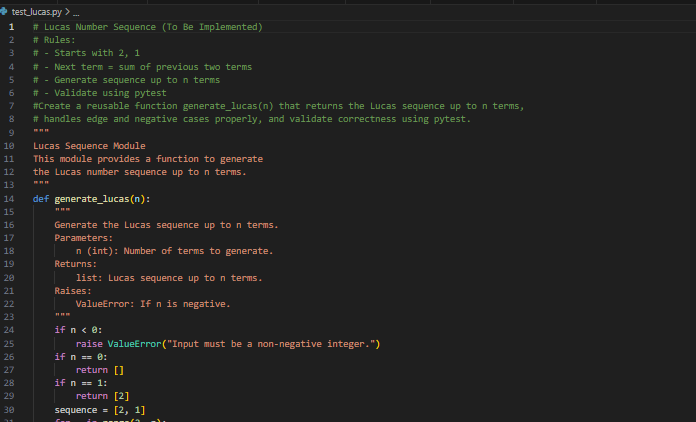 test_lucas.py > ...
1 # Lucas Number Sequence (To Be Implemented)
2 # Rules:
3 # - Starts with 2, 1
4 # - Next term = sum of previous two terms
5 # - Generate sequence up to n terms
6 # - Validate using pytest
7 #Create a reusable function generate_lucas(n) that returns the Lucas sequence up to n terms,
8 # handles edge and negative cases properly, and validate correctness using pytest.
9 """
10 Lucas Sequence Module
11 This module provides a function to generate
12 the Lucas number sequence up to n terms.
13 """
14 def generate_lucas(n):
15 """
16 Generate the Lucas sequence up to n terms.
17 Parameters:
18 n (int): Number of terms to generate.
19 Returns:
20 list: Lucas sequence up to n terms.
21 Raises:
22 ValueError: If n is negative.
23 """
24 if n < 0:
25 raise ValueError("Input must be a non-negative integer.")
26 if n == 0:
27 return []
28 if n == 1:
29 return [2]
30 sequence = [2, 1]